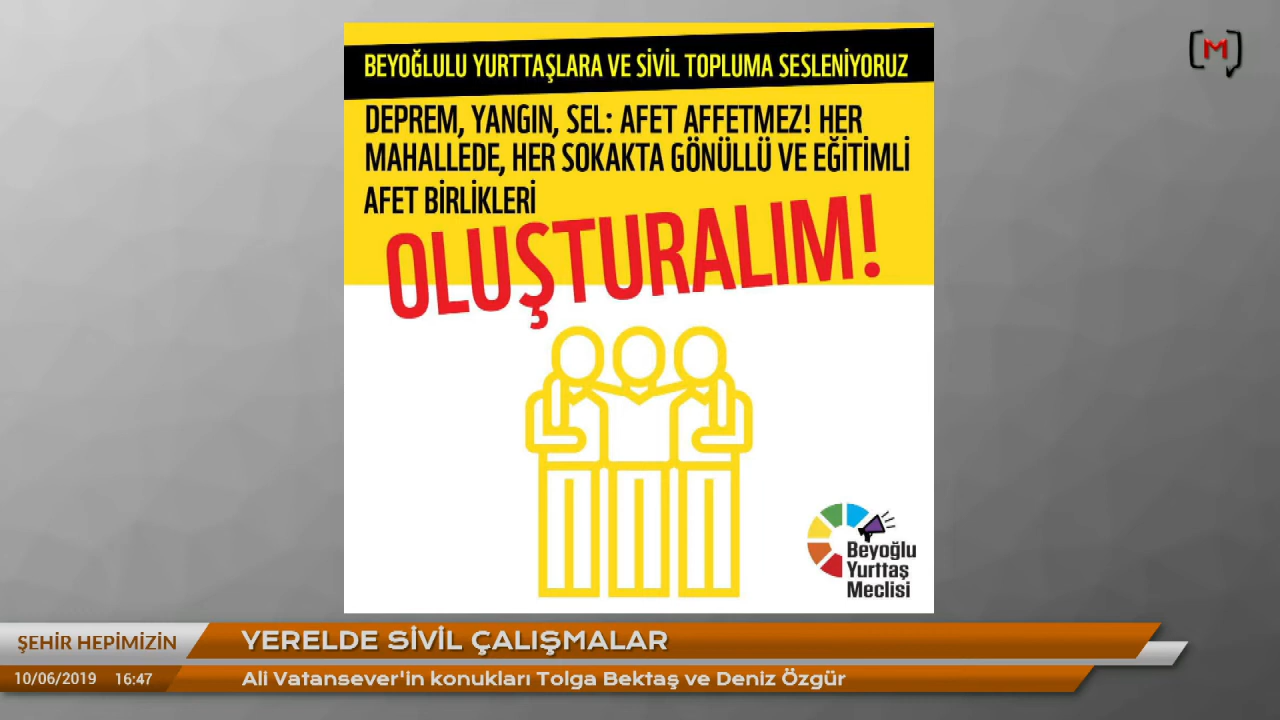 BEYOĞLULU YURTTAŞLARA VE SİVİL TOPLUMA SESLENİYORUZ
DEPREM, YANGIN, SEL: AFET AFFETMEZ! HER
MAHALLEDE, HER SOKAKTA GÖNÜLLÜ VE EĞİTİMLİ
AFET BİRLİKLERİ
OLUŞTURALIM!
Beyoğlu
Yurttaş
Meclisi
M
ŞEHİR HEPİMİZİN
YERELDE SİVİL ÇALIŞMALAR
10/06/2019 16:47
Ali Vatansever'in konukları Tolga Bektaş ve Deniz Özgür